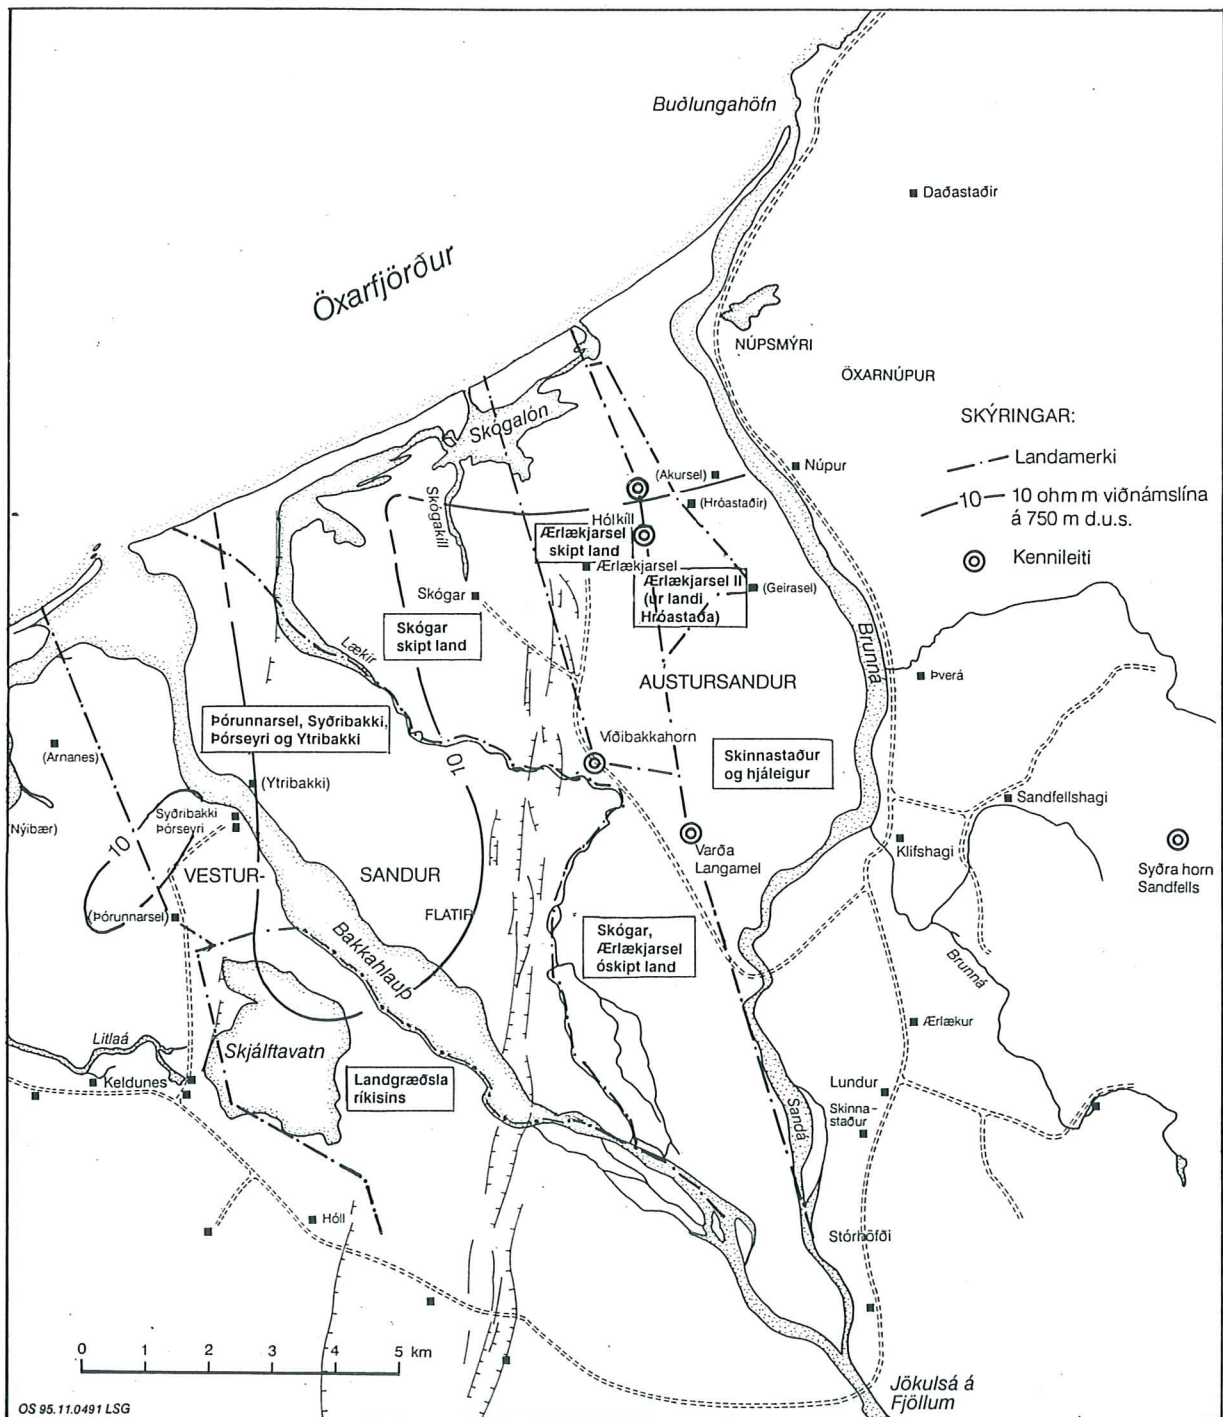 Buðlungahöfn
Daðastaðir
Öxarfjörður
NÚPSMÝRI
ÖXARNÚPUR
SKÝRINGAR:
Landamerki
10
10 ohm m viðnámslína
á 750 m d.u.s.
Kennileiti
Skógalón
Skógakíll
(Akursel)
Núpur
(Hróastaðir)
Hólkíll
Ærlækjarsel
skipt land
Ærlækjarsel
Ærlækjarsel II
(úr landi
Hróastaða)
(Geirasel)
Skógar
Skógar
skipt land
Lækir
Brunná
Þverá
AUSTURSANDUR
Þórunnarsel, Syðribakki,
Þórseyri og Ytribakki
Víðibakkahorn
Skinnastaður
og hjáleigur
(Arnanes)
(Ytribakki)
10
Sandfellshagi
(Nýibær)
Syðribakki
Þórseyri
10
Klifshagi
Varða
Langamel
Syðra horn
Sandfells
VESTUR-
SANDUR
FLATIR
(Þórunnarsel)
Bakkahlaup
Skógar,
Ærlækjarsel
óskipt land
Brunná
Ærlækur
Litlaá
Skjálftavatn
Keldunes
Landgræðsla
ríkisins
Lundur
Skinna-
staður
Sandá
Hóll
Stórhöfði
0 1 2 3 4 5 km
Jökulsá á
Fjöllum
OS 95.11.0491 LSG